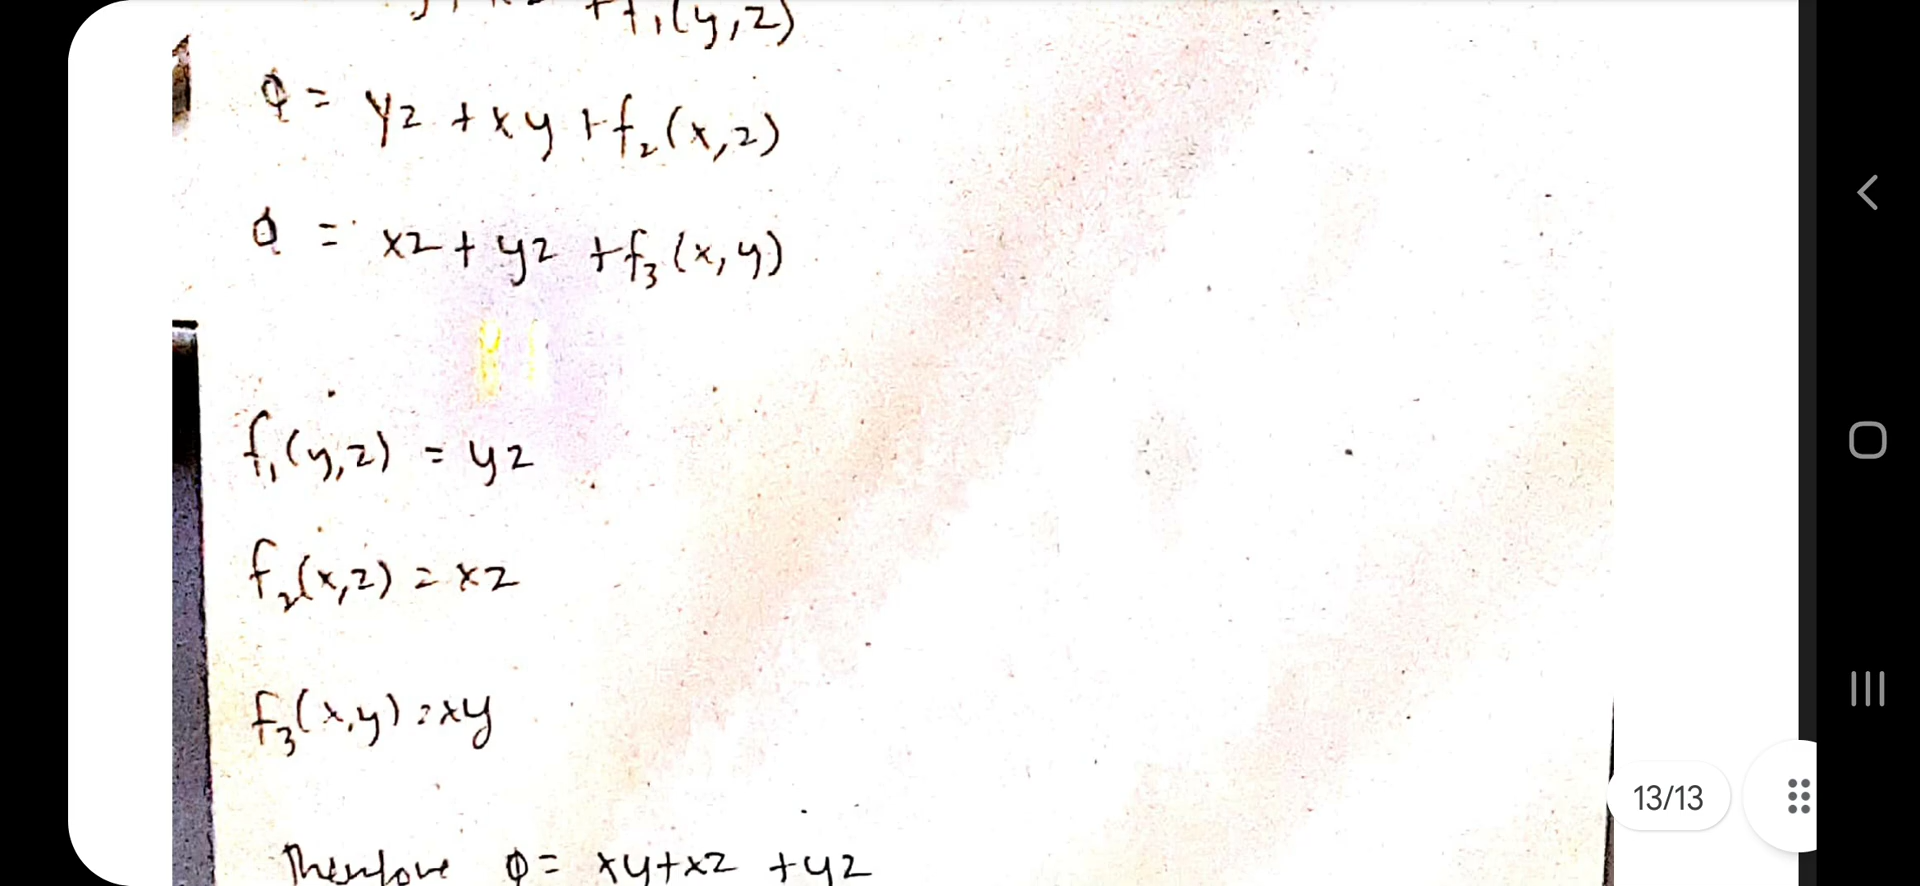 +f₁(y,z)
φ = yz + xy + f₂(x,z)
φ = xz + yz + f₃(x,y)
f₁(y,z) = yz
f₂(x,z) = xz
f₃(x,y) = xy
Therefore φ = xy + xz + yz
13/13